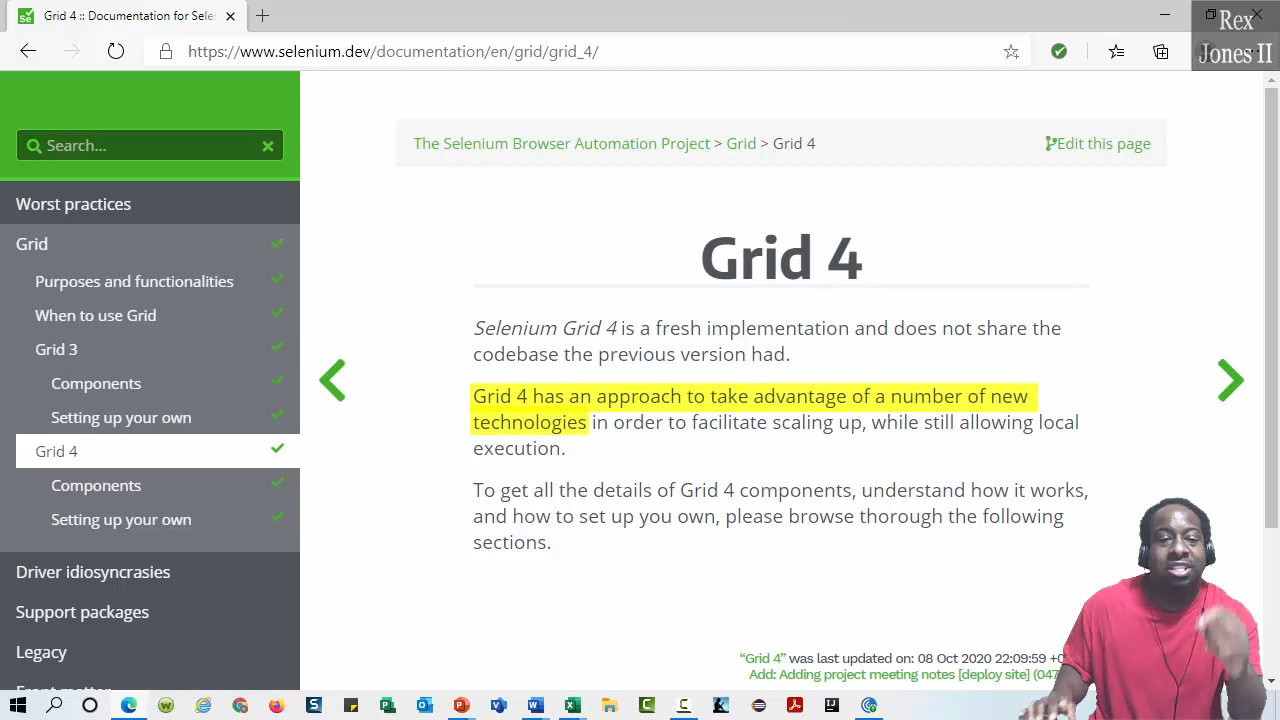 Grid 4 :: Documentation for Sele
Rex
Jones II
https://www.selenium.dev/documentation/en/grid/grid_4/
Search...
The Selenium Browser Automation Project > Grid > Grid 4
Edit this page
Worst practices
Grid
Purposes and functionalities
When to use Grid
Grid 3
Components
Setting up your own
Grid 4
Components
Setting up your own
Driver idiosyncrasies
Support packages
Legacy
Front matter
Grid 4
Selenium Grid 4 is a fresh implementation and does not share the
codebase the previous version had.
Grid 4 has an approach to take advantage of a number of new
technologies in order to facilitate scaling up, while still allowing local
execution.
To get all the details of Grid 4 components, understand how it works,
and how to set up you own, please browse thorough the following
sections.
“Grid 4” was last updated on: 08 Oct 2020 22:09:59 +0
Add: Adding project meeting notes [deploy site] (047